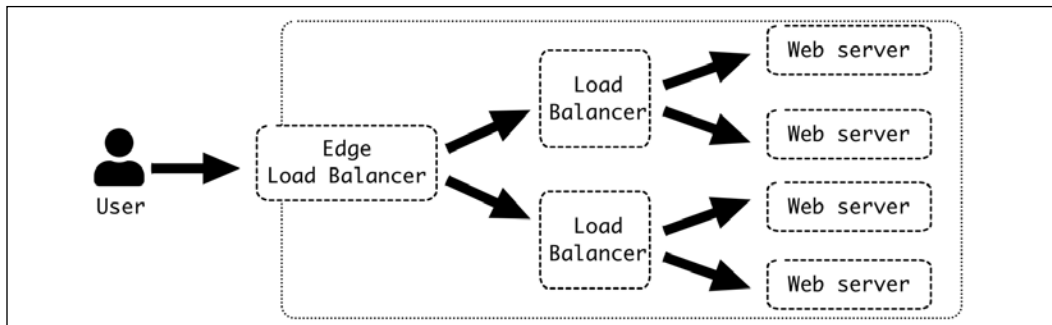 User
Edge
Load Balancer
Load
Balancer
Load
Balancer
Web server
Web server
Web server
Web server